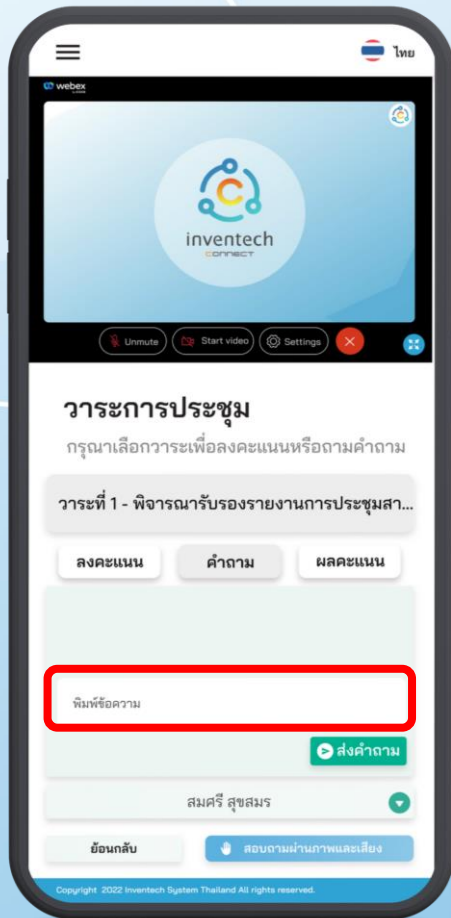 ไทย
webex
inventech
CONNECT
Unmute
Start video
Settings
วาระการประชุม
กรุณาเลือกวาระเพื่อลงคะแนนหรือถามคำถาม
วาระที่ 1 - พิจารณารับรองรายงานการประชุมสา...
ลงคะแนน
คำถาม
ผลคะแนน
พิมพ์ข้อความ
ส่งคำถาม
สมศรี สุขสมร
ย้อนกลับ
สอบถามผ่านภาพและเสียง
Copyright 2022 Inventech System Thailand All rights reserved.